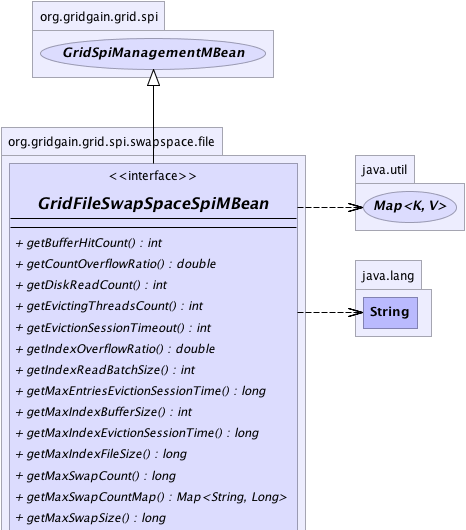 org.gridgain.grid.spi
GridSpiManagementMBean
org.gridgain.grid.spi.swapspace.file
<<interface>>
GridFileSwapSpaceSpiMBean
+ getBufferHitCount() : int
+ getCountOverflowRatio() : double
+ getDiskReadCount() : int
+ getEvictingThreadsCount() : int
+ getEvictionSessionTimeout() : int
+ getIndexOverflowRatio() : double
+ getIndexReadBatchSize() : int
+ getMaxEntriesEvictionSessionTime() : long
+ getMaxIndexBufferSize() : int
+ getMaxIndexEvictionSessionTime() : long
+ getMaxIndexFileSize() : long
+ getMaxSwapCount() : long
+ getMaxSwapCountMap() : Map<String, Long>
+ getMaxSwapSize() : long
java.util
Map<K, V>
java.lang
String